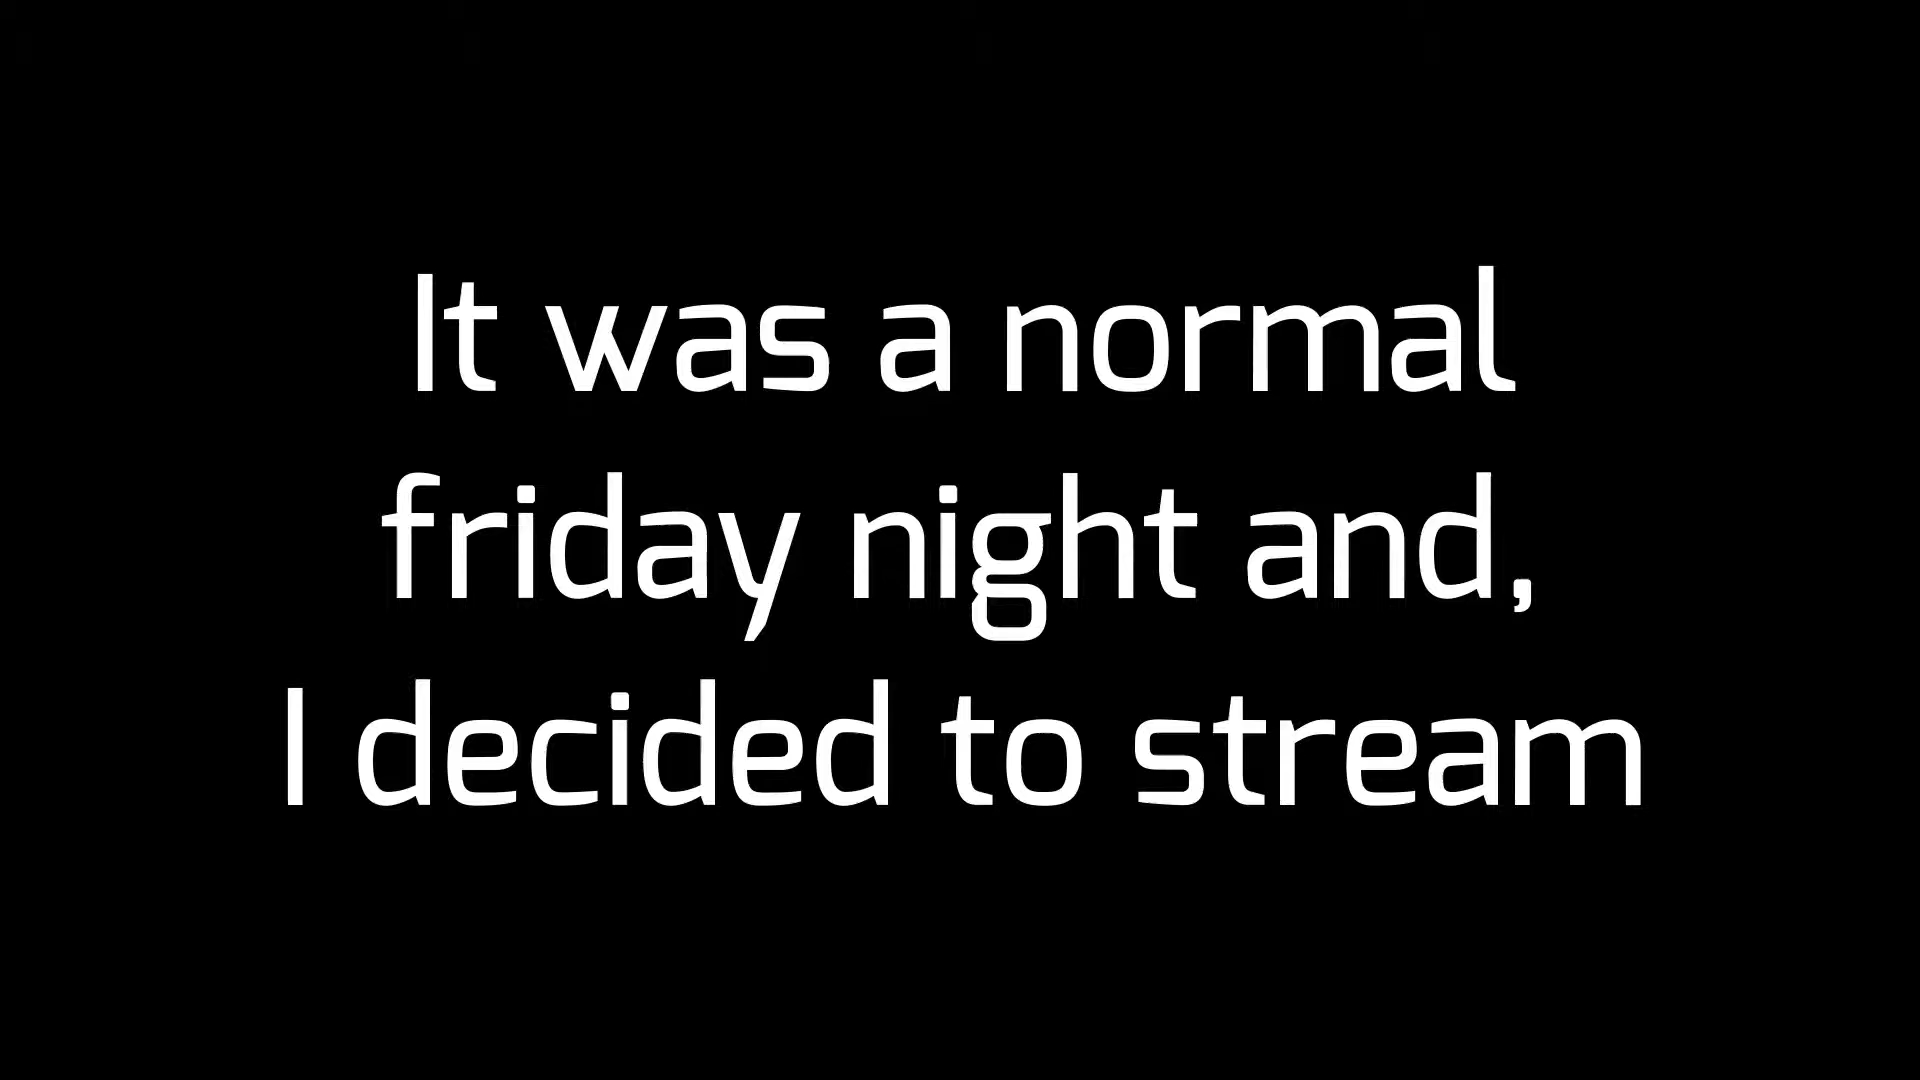 It was a normal
friday night and,
I decided to stream